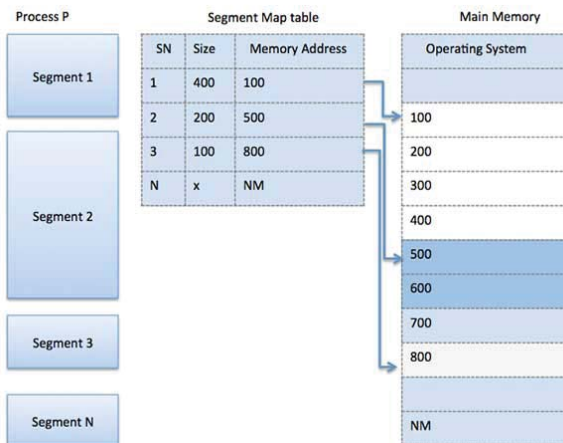 Process P
Segment Map table
Main Memory
Segment 1
Segment 2
Segment 3
Segment N
SN Size Memory Address
1 400 100
2 200 500
3 100 800
N x NM
Operating System
100
200
300
400
500
600
700
800
NM